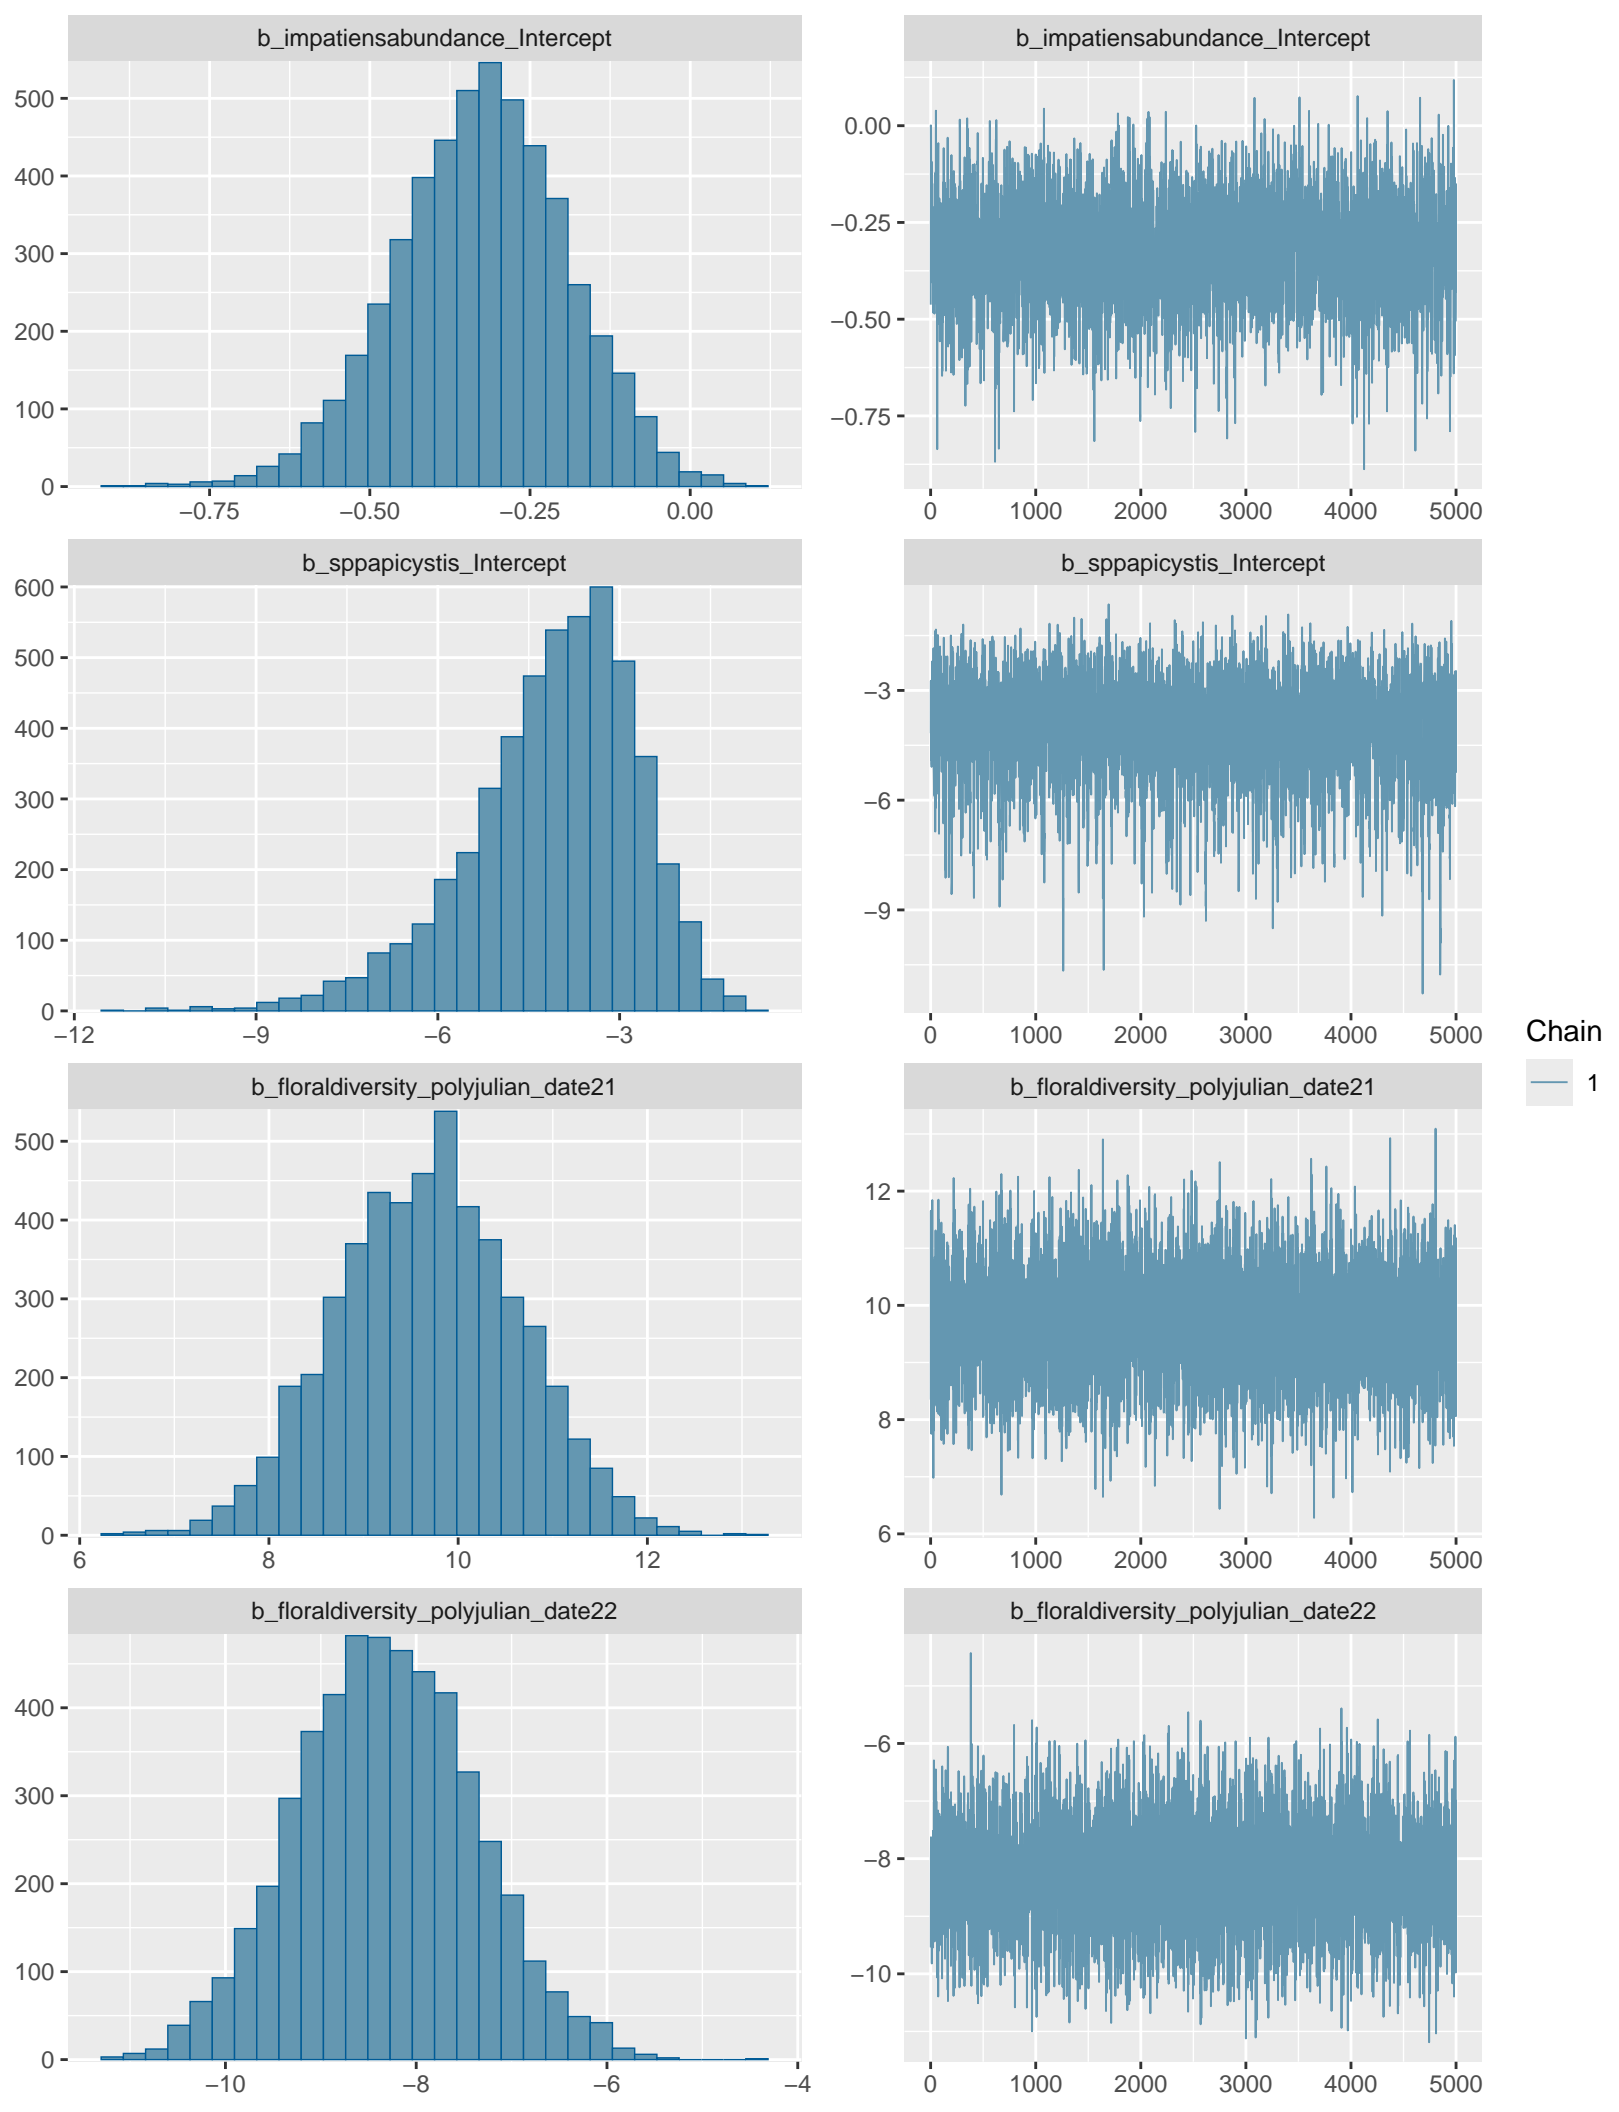 b_impatiensabundance_Intercept
500
400
300
200
100
0
−0.75 −0.50 −0.25 0.00
b_impatiensabundance_Intercept
0.00
−0.25
−0.50
−0.75
0 1000 2000 3000 4000 5000
b_sppapicystis_Intercept
600
500
400
300
200
100
0
−12 −9 −6 −3
b_sppapicystis_Intercept
−3
−6
−9
0 1000 2000 3000 4000 5000
b_floraldiversity_polyjulian_date21
500
400
300
200
100
0
6 8 10 12
b_floraldiversity_polyjulian_date21
12
10
8
6
0 1000 2000 3000 4000 5000
b_floraldiversity_polyjulian_date22
400
300
200
100
0
−10 −8 −6 −4
b_floraldiversity_polyjulian_date22
−6
−8
−10
0 1000 2000 3000 4000 5000
Chain
1